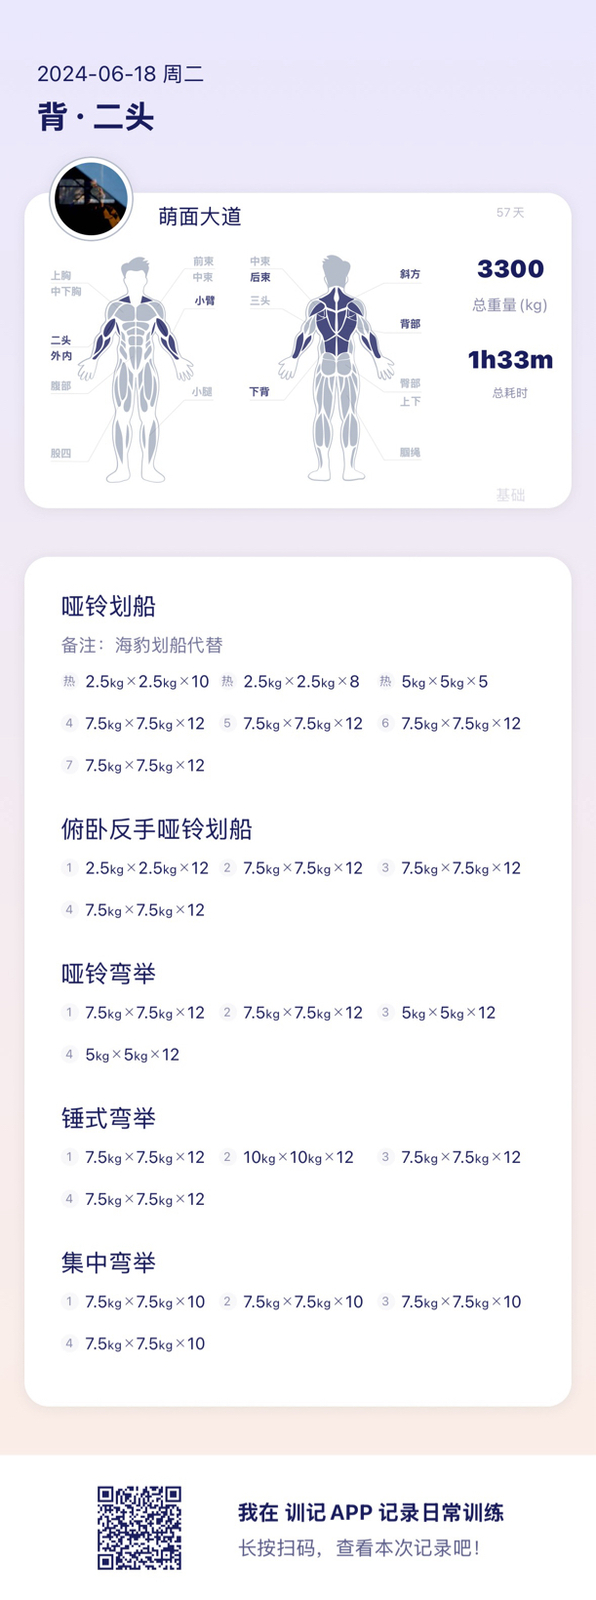 2024-06-18 周二
背·二头
萌面大道
57 天
上胸
中下胸
二头
外内
腹部
股四
前束
中束
小臂
小腿
中束
后束
三头
下背
斜方
背部
臀部
上下
腘绳
3300
总重量 (kg)
1h33m
总耗时
基础
哑铃划船
备注：海豹划船代替
热 2.5kg×2.5kg×10 热 2.5kg×2.5kg×8 热 5kg×5kg×5
4 7.5kg×7.5kg×12 5 7.5kg×7.5kg×12 6 7.5kg×7.5kg×12
7 7.5kg×7.5kg×12
俯卧反手哑铃划船
1 2.5kg×2.5kg×12 2 7.5kg×7.5kg×12 3 7.5kg×7.5kg×12
4 7.5kg×7.5kg×12
哑铃弯举
1 7.5kg×7.5kg×12 2 7.5kg×7.5kg×12 3 5kg×5kg×12
4 5kg×5kg×12
锤式弯举
1 7.5kg×7.5kg×12 2 10kg×10kg×12 3 7.5kg×7.5kg×12
4 7.5kg×7.5kg×12
集中弯举
1 7.5kg×7.5kg×10 2 7.5kg×7.5kg×10 3 7.5kg×7.5kg×10
4 7.5kg×7.5kg×10
我在 训记 APP 记录日常训练
长按扫码，查看本次记录吧！